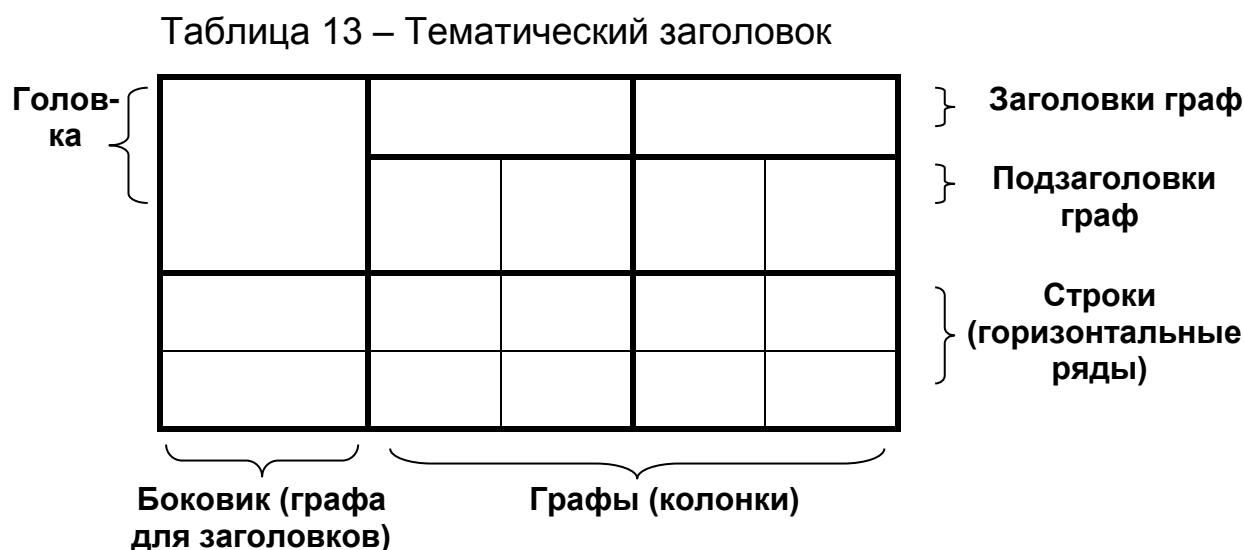 Таблица 13 – Тематический заголовок
Голов-
ка
Заголовки граф
Подзаголовки
граф
Строки
(горизонтальные
ряды)
Боковик (графа
для заголовков)
Графы (колонки)